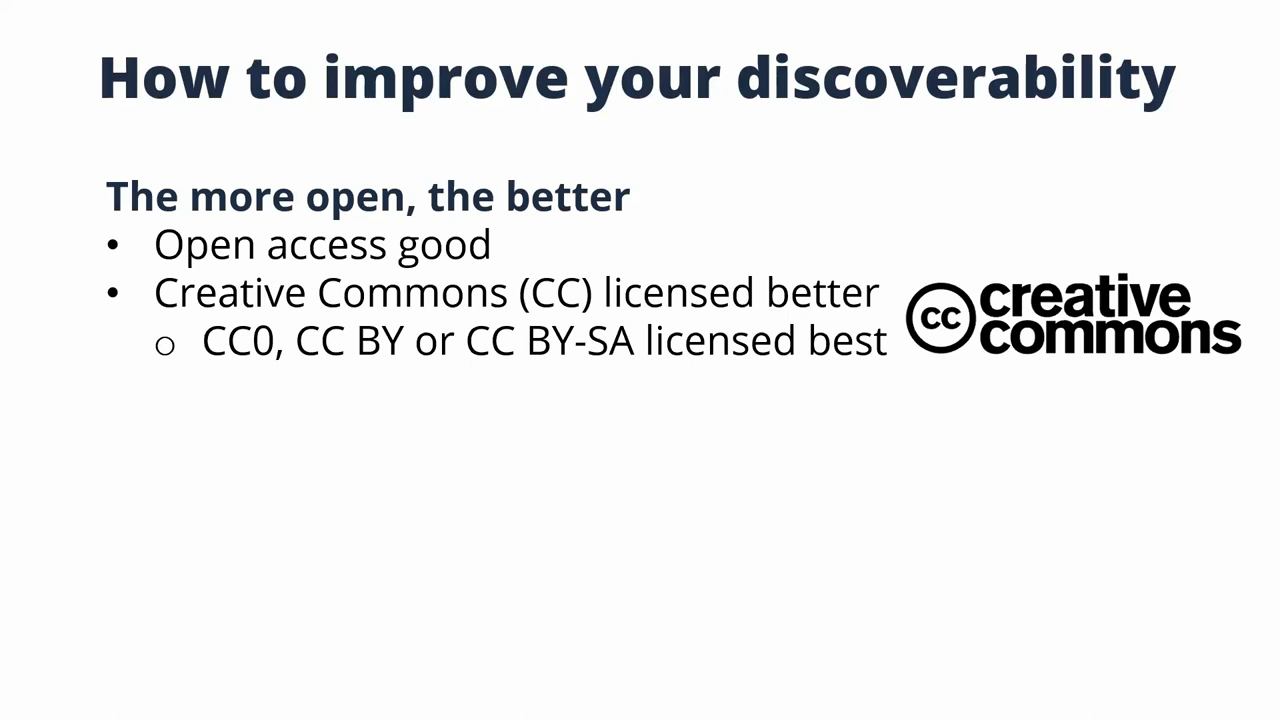 How to improve your discoverability
The more open, the better
• Open access good
• Creative Commons (CC) licensed better
o CC0, CC BY or CC BY-SA licensed best
cc creative
commons